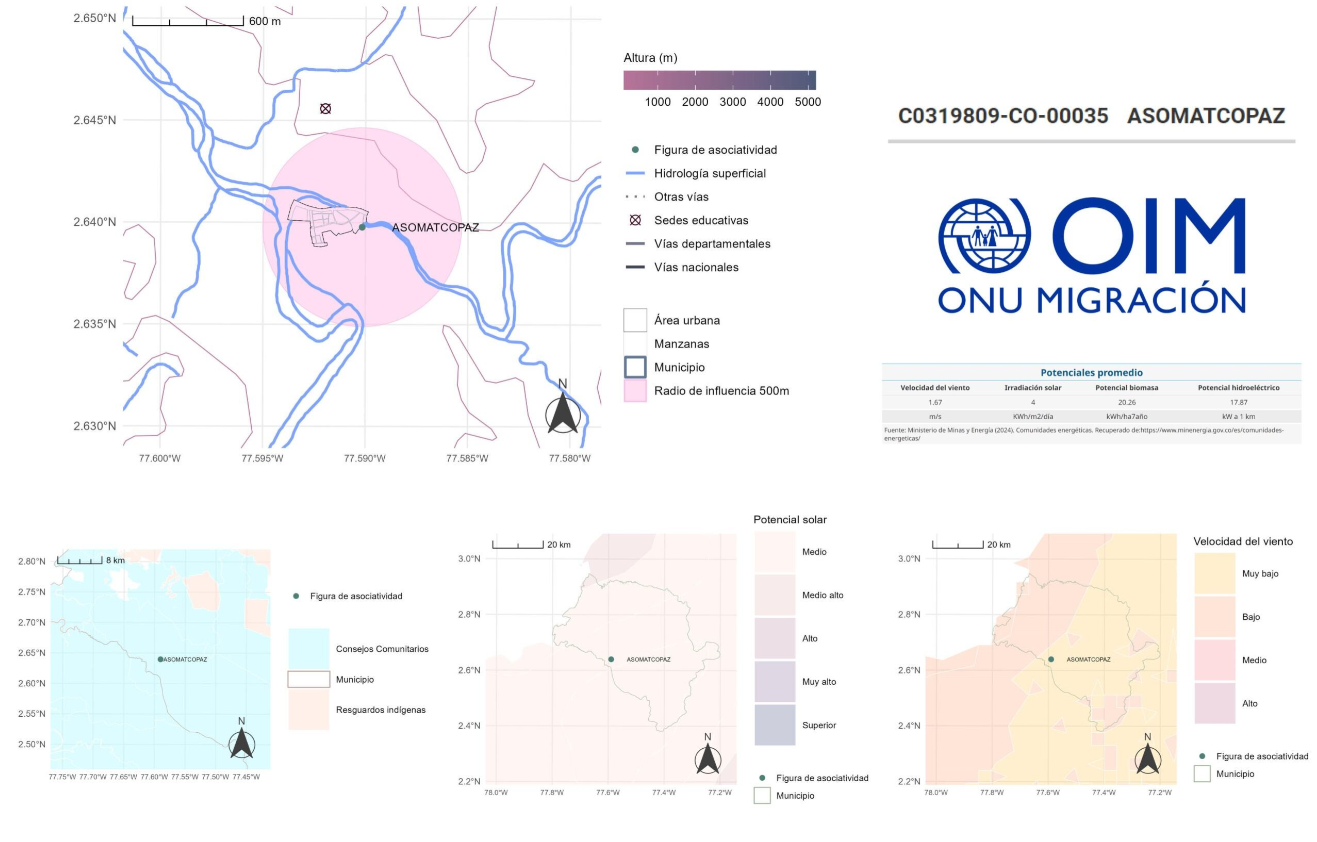 2.650°N
2.645°N
2.640°N
2.635°N
2.630°N
77.600°W 77.595°W 77.590°W 77.585°W 77.580°W
600 m
ASOMATCOPAZ
N
Altura (m)
1000 2000 3000 4000 5000
Figura de asociatividad
Hidrología superficial
Otras vías
Sedes educativas
Vías departamentales
Vías nacionales
Área urbana
Manzanas
Municipio
Radio de influencia 500m
C0319809-CO-00035 ASOMATCOPAZ
OIM
ONU MIGRACIÓN
Potenciales promedio
Velocidad del viento Irradiación solar Potencial biomasa Potencial hidroeléctrico
1.67 4 20.26 17.87
m/s KWh/m2/día kWh/ha7año kW a 1 km
Fuente: Ministerio de Minas y Energía (2024). Comunidades energéticas. Recuperado de:https://www.minenergia.gov.co/es/comunidades-
energeticas/
2.80°N
2.75°N
2.70°N
2.65°N
2.60°N
2.55°N
2.50°N
77.75°W 77.70°W 77.65°W 77.60°W 77.55°W 77.50°W 77.45°W
8 km
ASOMATCOPAZ
N
Figura de asociatividad
Consejos Comunitarios
Municipio
Resguardos indígenas
3.0°N
2.8°N
2.6°N
2.4°N
2.2°N
78.0°W 77.8°W 77.6°W 77.4°W 77.2°W
20 km
ASOMATCOPAZ
N
Potencial solar
Medio
Medio alto
Alto
Muy alto
Superior
Figura de asociatividad
Municipio
3.0°N
2.8°N
2.6°N
2.4°N
2.2°N
78.0°W 77.8°W 77.6°W 77.4°W 77.2°W
20 km
ASOMATCOPAZ
N
Velocidad del viento
Muy bajo
Bajo
Medio
Alto
Figura de asociatividad
Municipio